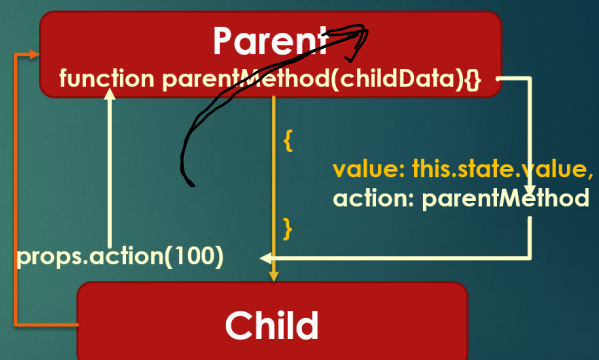 Parent
function parentMethod(childData){}
{
value: this.state.value,
action: parentMethod
}
props.action(100)
Child